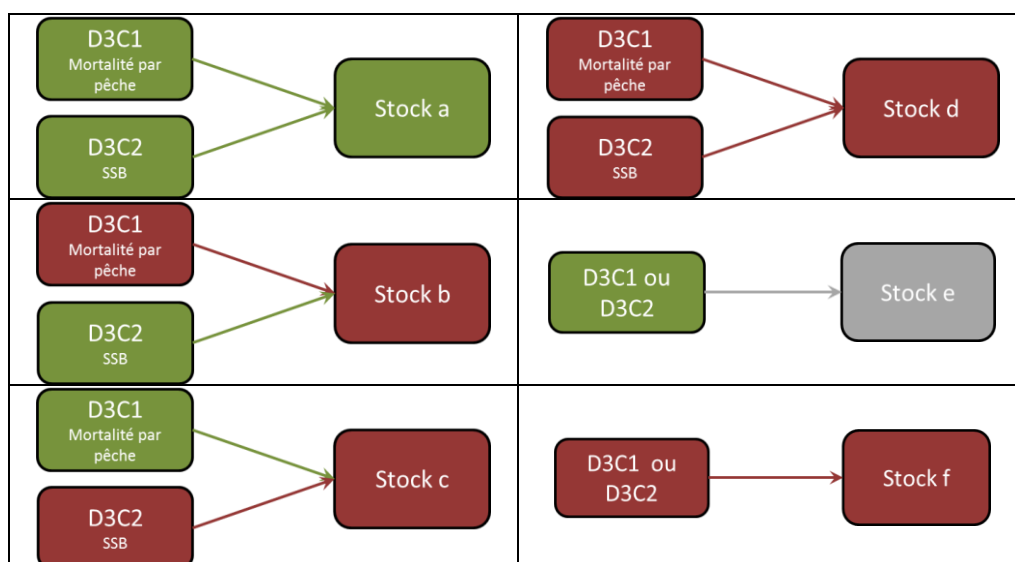 D3C1
Mortalité par
pêche
D3C2
SSB
Stock a
D3C1
Mortalité par
pêche
D3C2
SSB
Stock d
D3C1
Mortalité par
pêche
D3C2
SSB
Stock b
D3C1 ou
D3C2
Stock e
D3C1
Mortalité par
pêche
D3C2
SSB
Stock c
D3C1 ou
D3C2
Stock f